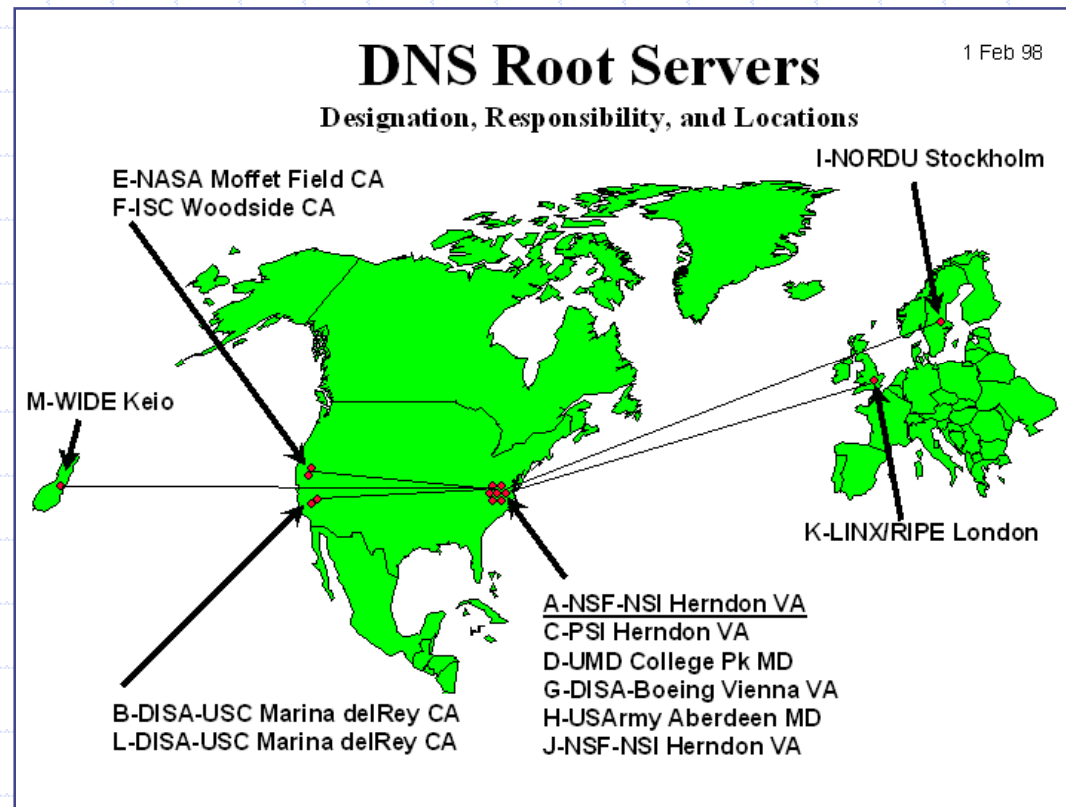 DNS Root Servers
1 Feb 98
Designation, Responsibility, and Locations
I-NORDU Stockholm
E-NASA Moffet Field CA
F-ISC Woodside CA
M-WIDE Keio
K-LINX/RIPE London
A-NSF-NSI Herndon VA
C-PSI Herndon VA
D-UMD College Pk MD
G-DISA-Boeing Vienna VA
H-USArmy Aberdeen MD
J-NSF-NSI Herndon VA
B-DISA-USC Marina delRey CA
L-DISA-USC Marina delRey CA